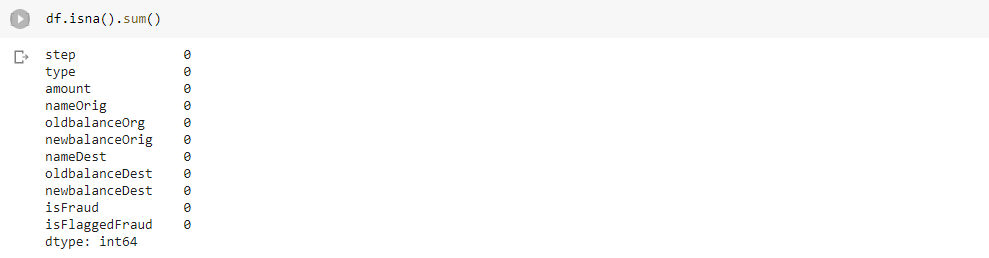 df.isna().sum()
step 0
type 0
amount 0
nameOrig 0
oldbalanceOrg 0
newbalanceOrig 0
nameDest 0
oldbalanceDest 0
newbalanceDest 0
isFraud 0
isFlaggedFraud 0
dtype: int64